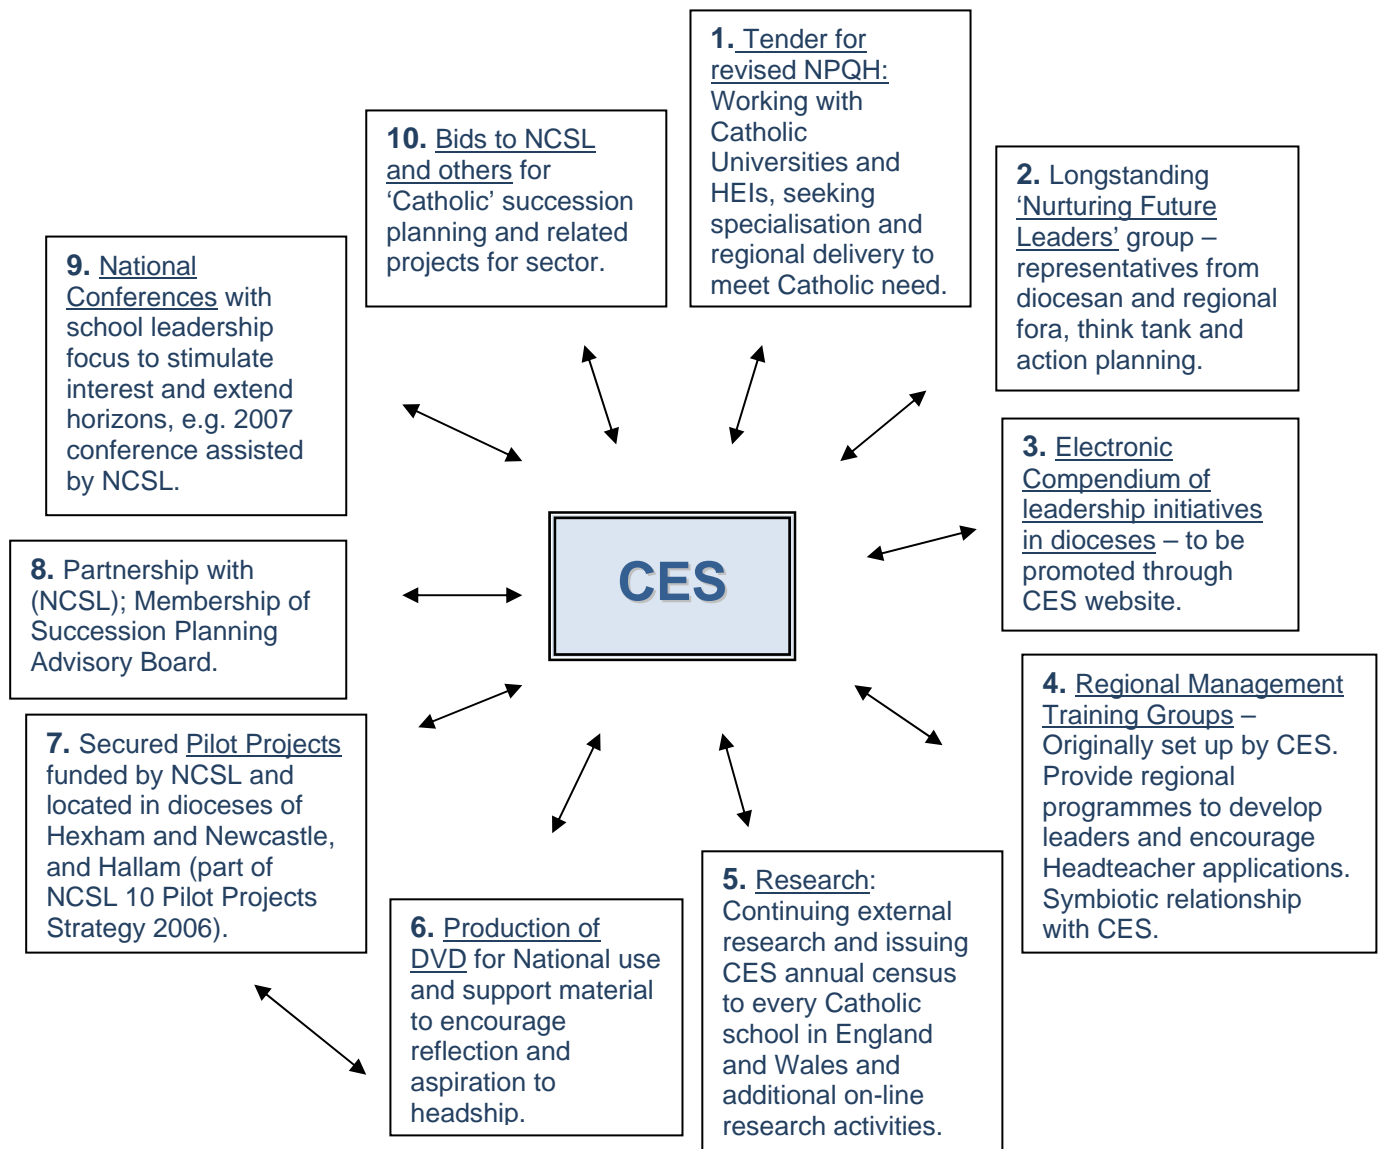 1. Tender for
revised NPQH:
Working with
Catholic
Universities and
HEIs, seeking
specialisation and
regional delivery to
meet Catholic need.
2. Longstanding
‘Nurturing Future
Leaders’ group –
representatives from
diocesan and regional
fora, think tank and
action planning.
3. Electronic
Compendium of
leadership initiatives
in dioceses – to be
promoted through
CES website.
4. Regional Management
Training Groups –
Originally set up by CES.
Provide regional
programmes to develop
leaders and encourage
Headteacher applications.
Symbiotic relationship
with CES.
5. Research:
Continuing external
research and issuing
CES annual census
to every Catholic
school in England
and Wales and
additional on-line
research activities.
6. Production of
DVD for National use
and support material
to encourage
reflection and
aspiration to
headship.
7. Secured Pilot Projects
funded by NCSL and
located in dioceses of
Hexham and Newcastle,
and Hallam (part of
NCSL 10 Pilot Projects
Strategy 2006).
8. Partnership with
(NCSL); Membership of
Succession Planning
Advisory Board.
9. National
Conferences with
school leadership
focus to stimulate
interest and extend
horizons, e.g. 2007
conference assisted
by NCSL.
10. Bids to NCSL
and others for
‘Catholic’ succession
planning and related
projects for sector.
CES